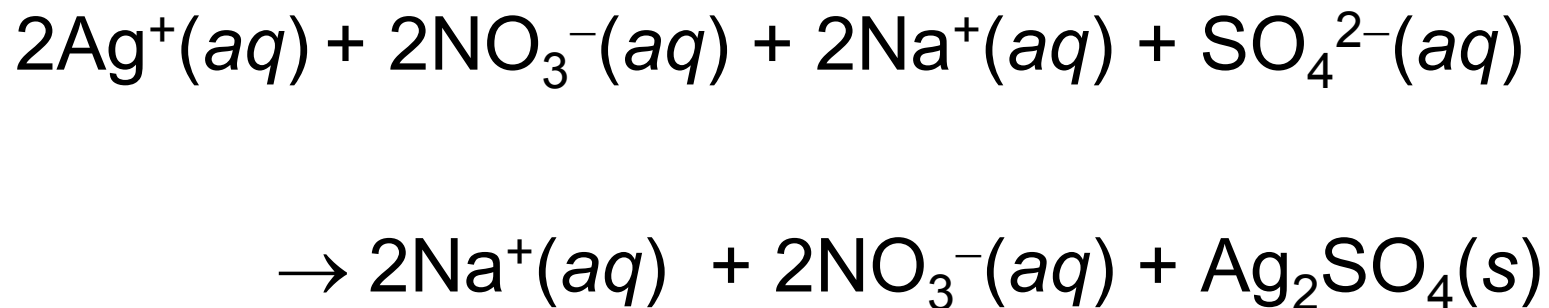 2Ag⁺(aq) + 2NO₃⁻(aq) + 2Na⁺(aq) + SO₄²⁻(aq)
→ 2Na⁺(aq) + 2NO₃⁻(aq) + Ag₂SO₄(s)